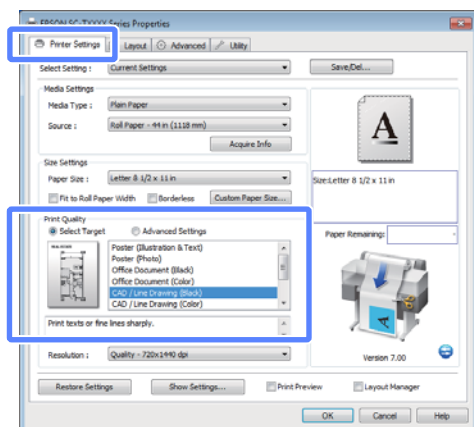 EPSON SC-TXXXX Series Properties
Printer Settings Layout Advanced Utility
Select Setting : Current Settings Save/Del...
Media Settings
Media Type : Plain Paper
Source : Roll Paper - 44 in (1118 mm)
Acquire Info
Size Settings
Paper Size : Letter 8 1/2 x 11 in
Fit to Roll Paper Width Borderless Custom Paper Size...
A
Size:Letter 8 1/2 x 11 in
Print Quality
Select Target Advanced Settings
Poster (Illustration & Text)
Poster (Photo)
Office Document (Black)
Office Document (Color)
CAD / Line Drawing (Black)
CAD / Line Drawing (Color)
Print texts or fine lines sharply.
Paper Remaining:
A
Resolution : Quality - 720x1440 dpi
Version 7.00
Restore Settings Show Settings... Print Preview Layout Manager
OK Cancel Help